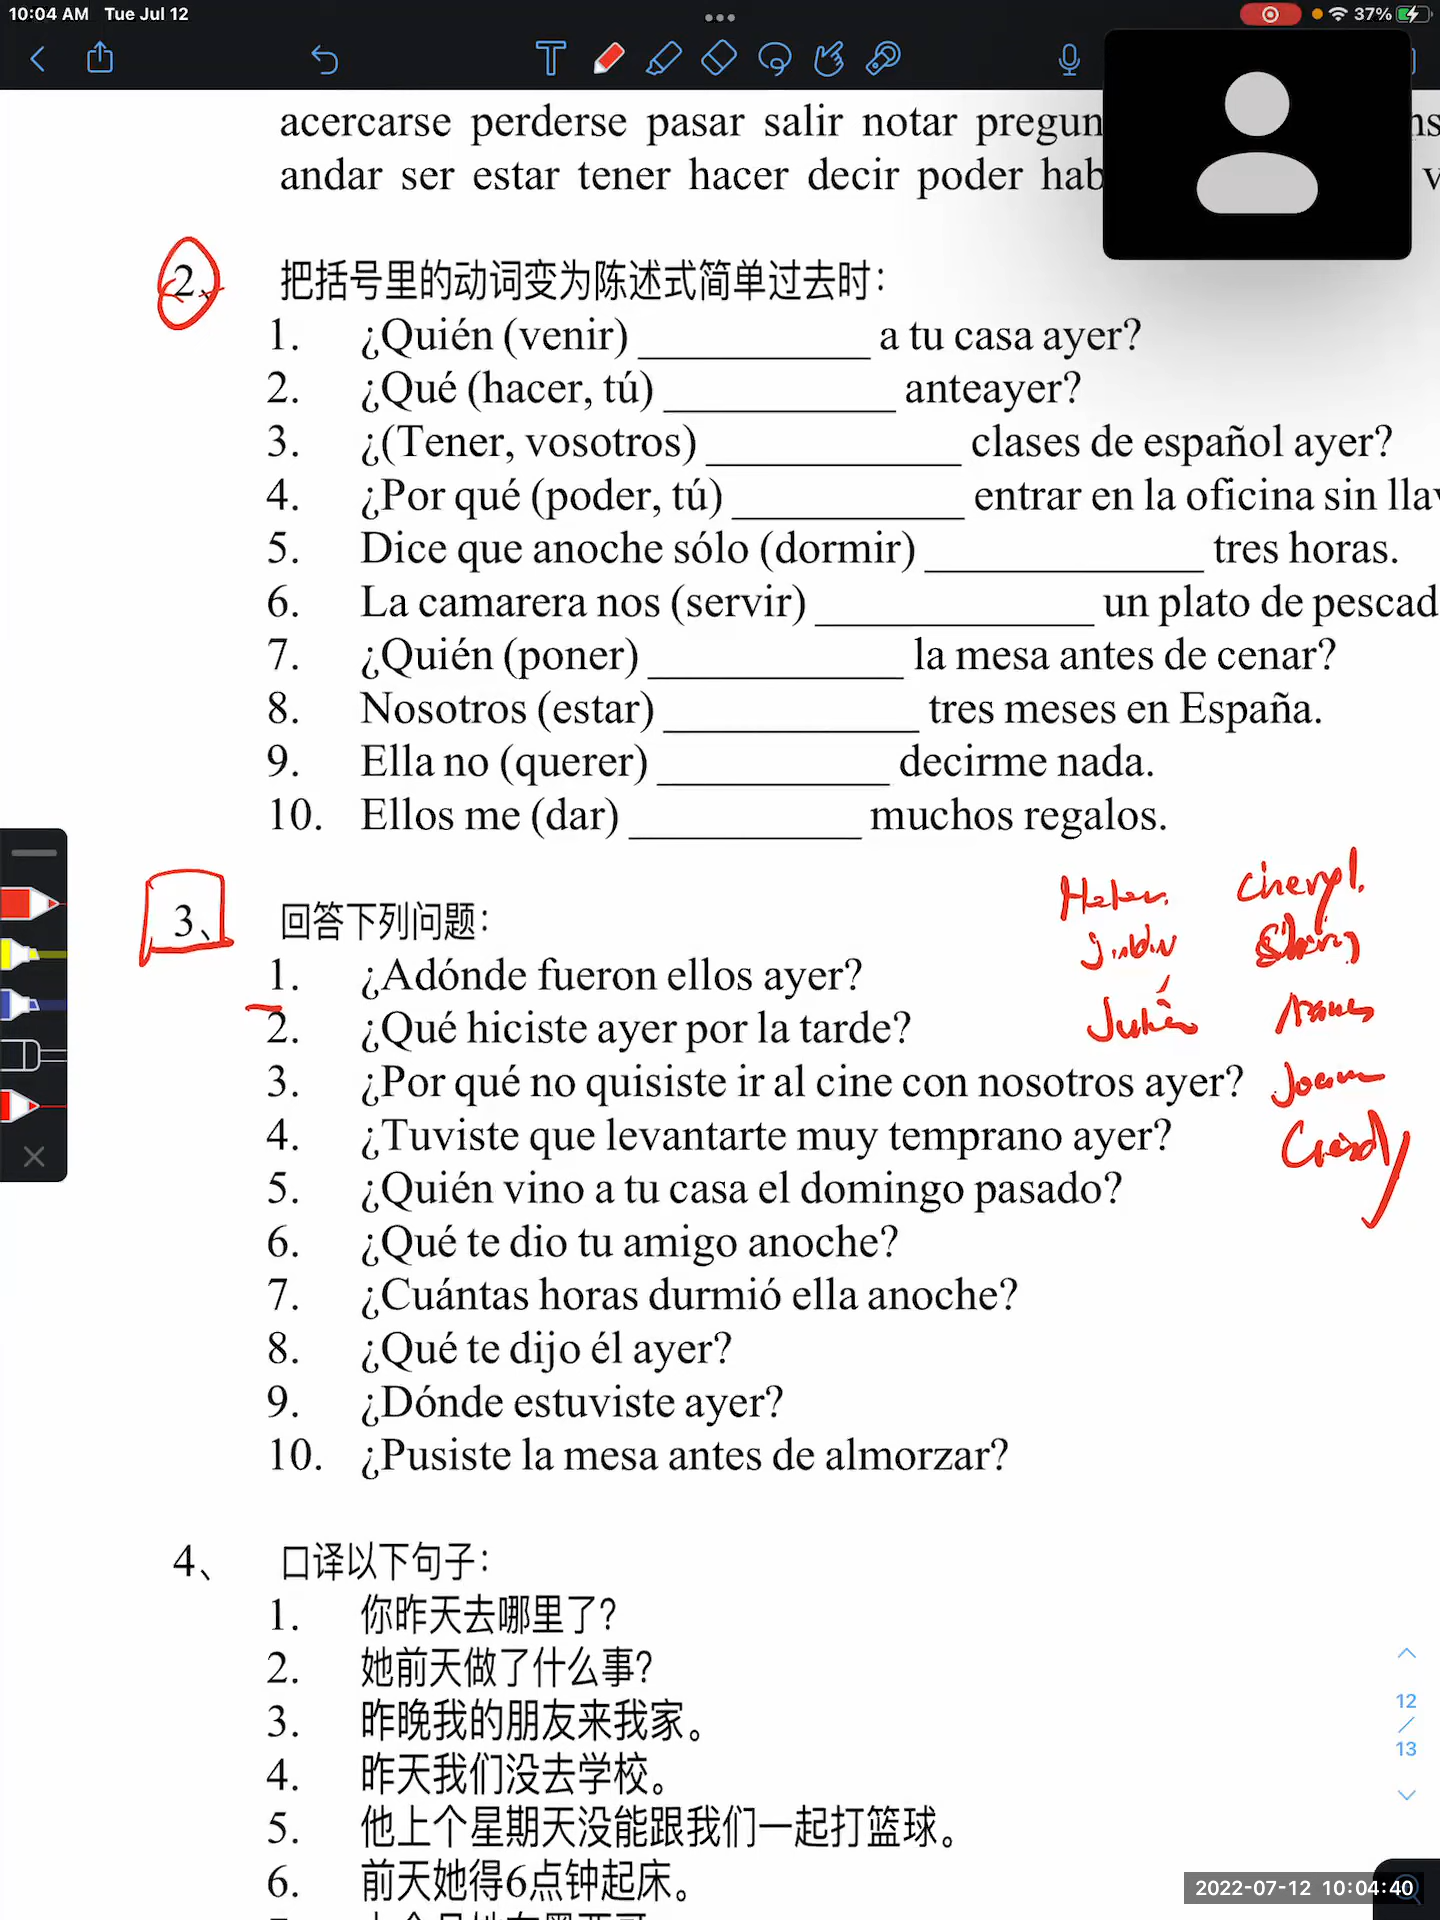 10:04 AM Tue Jul 12
37%
acercarse perderse pasar salir notar
andar ser estar tener hacer decir poder
2、 把括号里的动词变为陈述式简单过去时：
1. ¿Quién (venir) __________ a tu casa ayer?
2. ¿Qué (hacer, tú) __________ anteayer?
3. ¿(Tener, vosotros) ___________ clases de español ayer?
4. ¿Por qué (poder, tú) __________ entrar en la oficina sin
5. Dice que anoche sólo (dormir) ____________ tres horas.
6. La camarera nos (servir) ____________ un plato de
7. ¿Quién (poner) ___________ la mesa antes de cenar?
8. Nosotros (estar) ___________ tres meses en España.
9. Ella no (querer) __________ decirme nada.
10. Ellos me (dar) __________ muchos regalos.
Cheryl.
3、 回答下列问题：
1. ¿Adónde fueron ellos ayer?
2. ¿Qué hiciste ayer por la tarde?
3. ¿Por qué no quisiste ir al cine con nosotros ayer?
4. ¿Tuviste que levantarte muy temprano ayer?
5. ¿Quién vino a tu casa el domingo pasado?
6. ¿Qué te dio tu amigo anoche?
7. ¿Cuántas horas durmió ella anoche?
8. ¿Qué te dijo él ayer?
9. ¿Dónde estuviste ayer?
10. ¿Pusiste la mesa antes de almorzar?
4、 口译以下句子：
1. 你昨天去哪里了？
2. 她前天做了什么事？
3. 昨晚我的朋友来我家。
4. 昨天我们没去学校。
5. 他上个星期天没能跟我们一起打篮球。
6. 前天她得6点钟起床。
12
/
13
2022-07-12 10:04:40